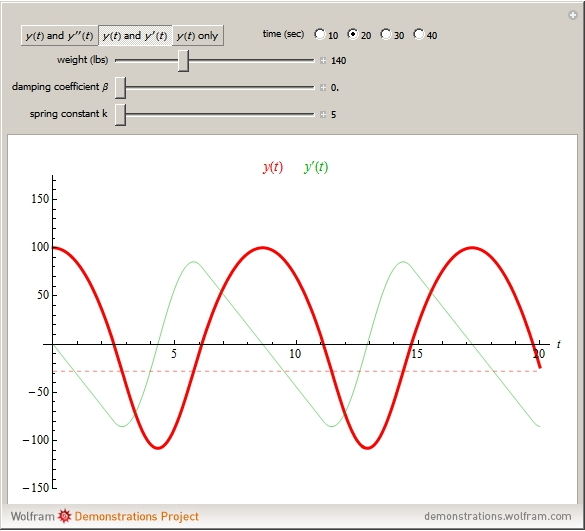 y(t) and y''(t) y(t) and y'(t) y(t) only time (sec) 10 20 30 40
weight (lbs) 140
damping coefficient β 0.
spring constant k 5
y(t) y'(t)
150
100
50
5 10 15 20 t
-50
-100
-150
Wolfram Demonstrations Project demonstrations.wolfram.com